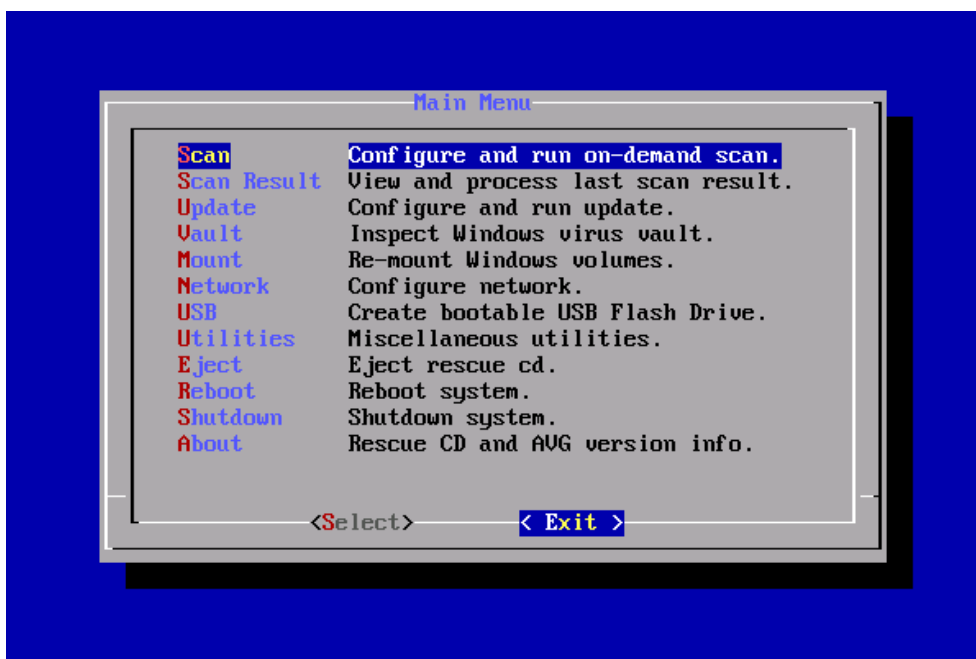 Main Menu
Scan Configure and run on-demand scan.
Scan Result View and process last scan result.
Update Configure and run update.
Vault Inspect Windows virus vault.
Mount Re-mount Windows volumes.
Network Configure network.
USB Create bootable USB Flash Drive.
Utilities Miscellaneous utilities.
Eject Eject rescue cd.
Reboot Reboot system.
Shutdown Shutdown system.
About Rescue CD and AVG version info.
<Select> < Exit >